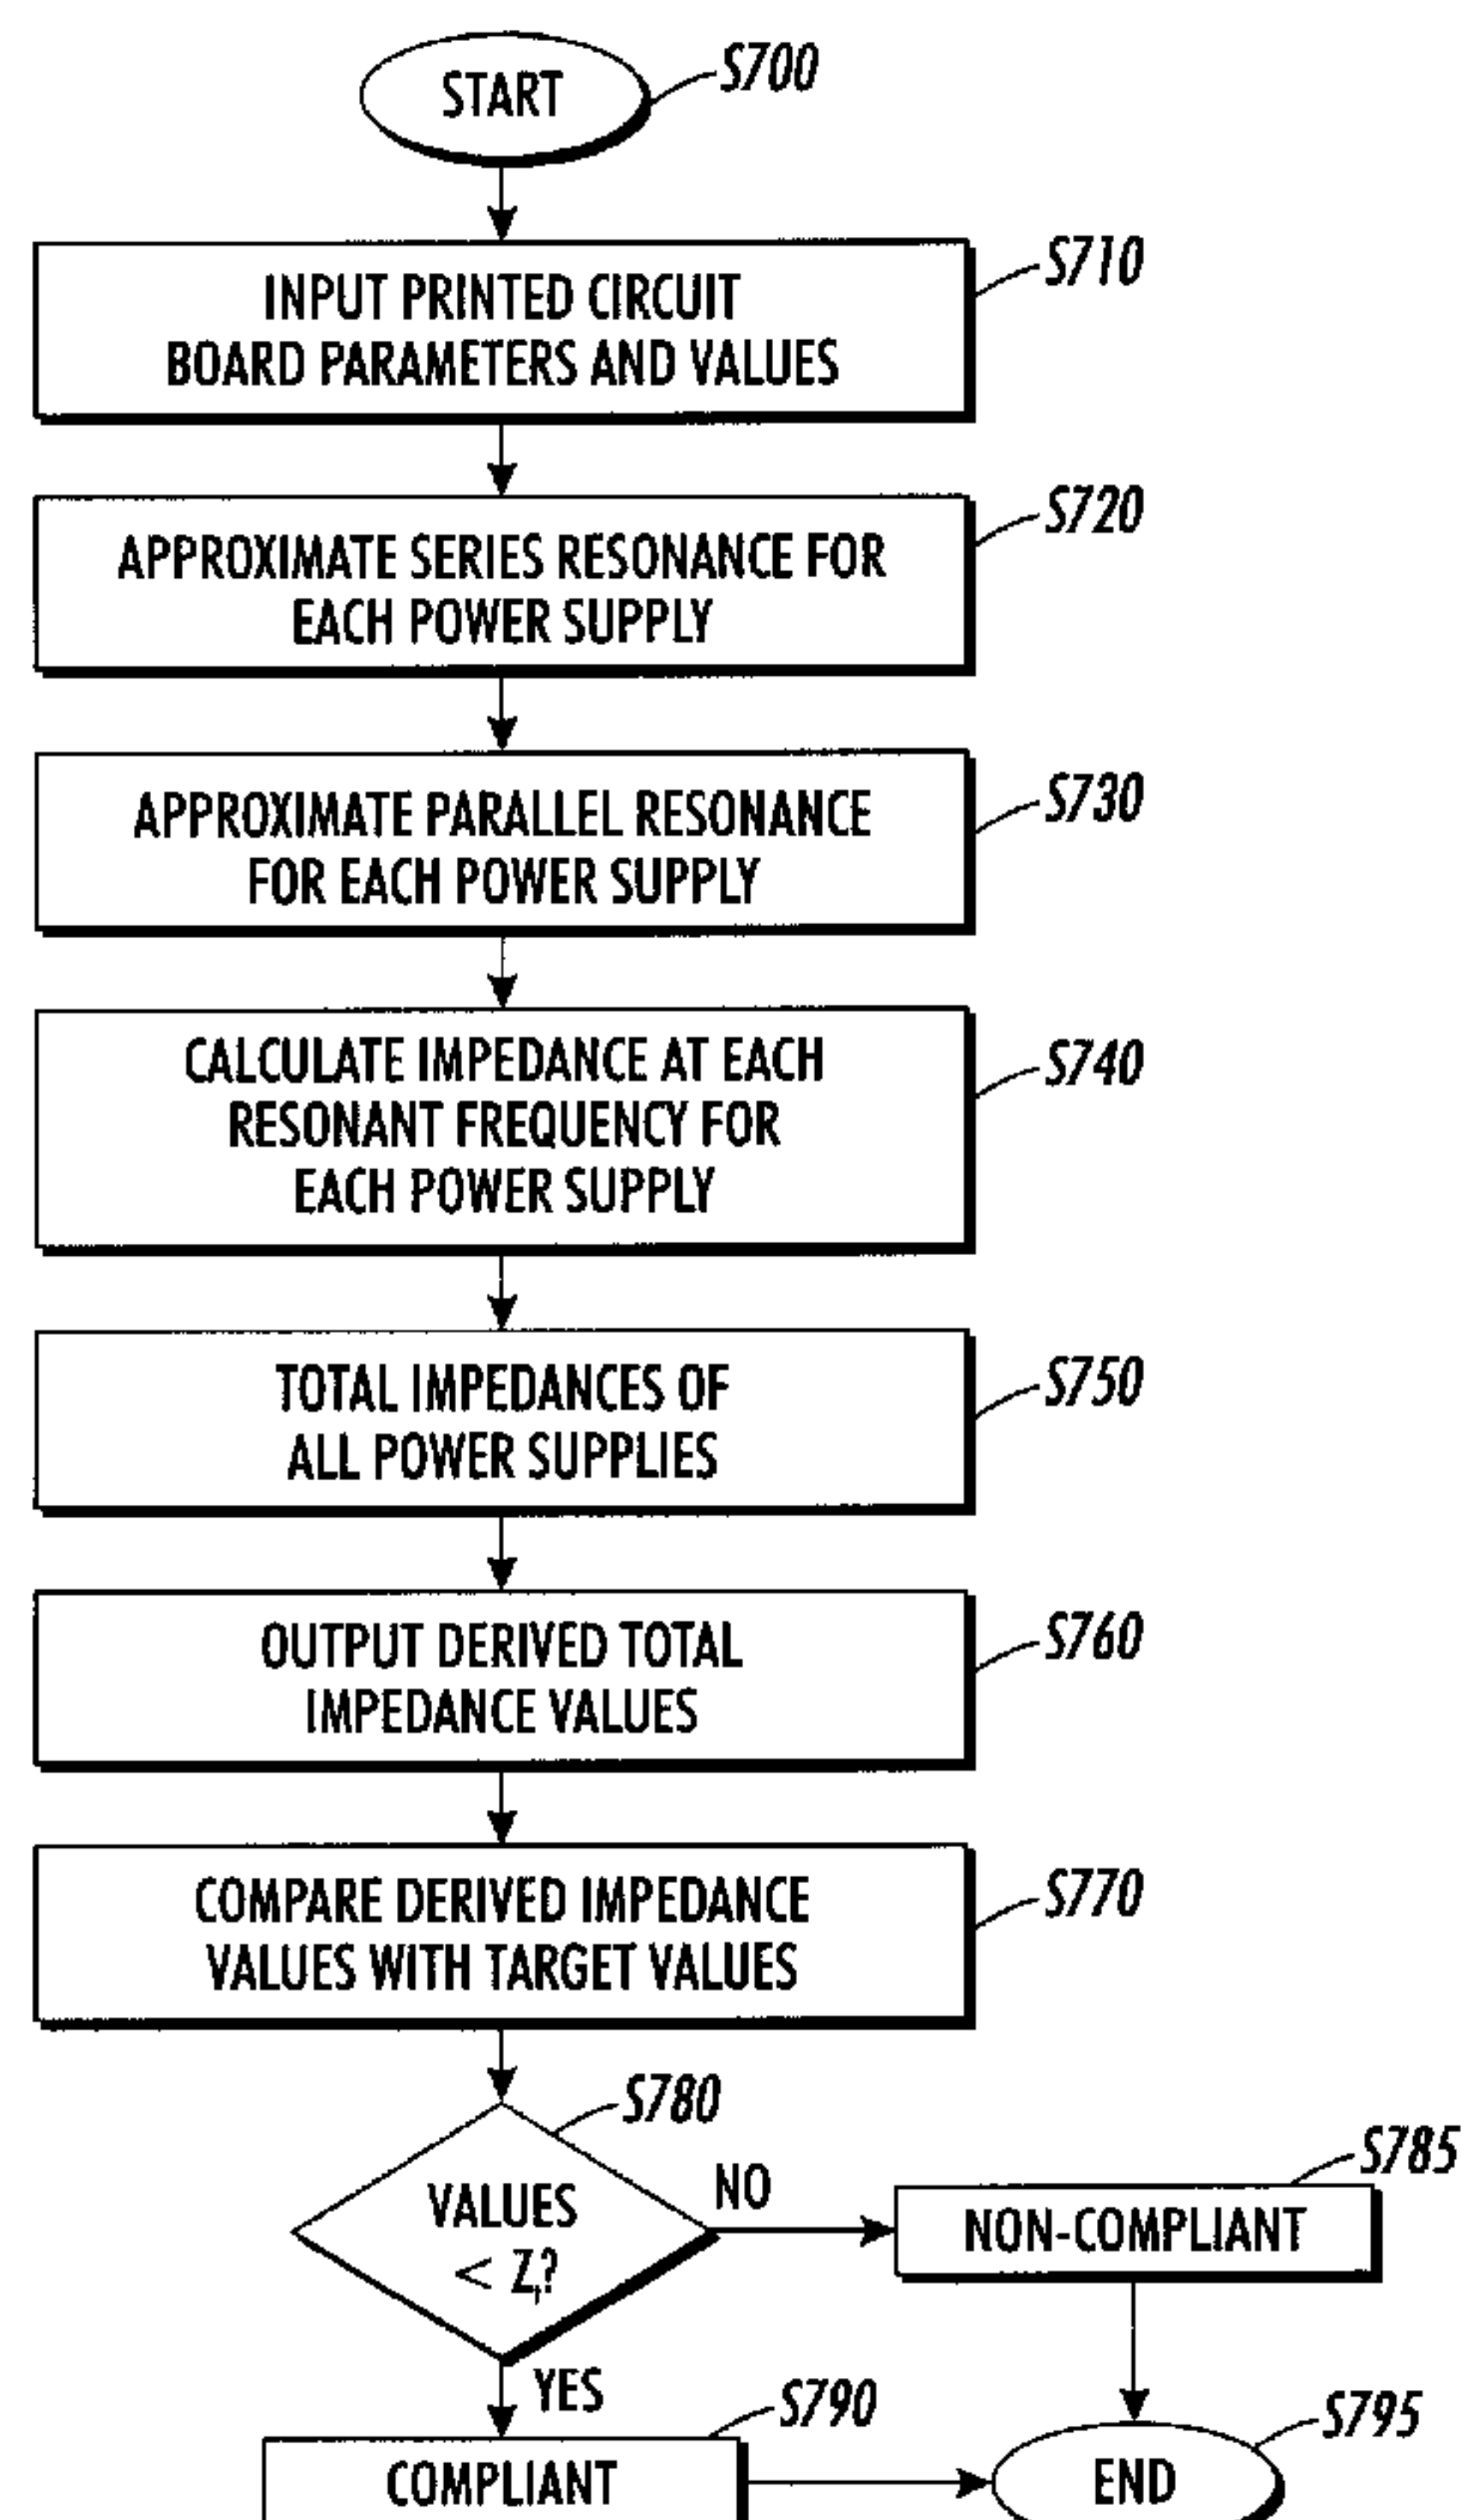 START
S700
INPUT PRINTED CIRCUIT
BOARD PARAMETERS AND VALUES
S710
APPROXIMATE SERIES RESONANCE FOR
EACH POWER SUPPLY
S720
APPROXIMATE PARALLEL RESONANCE
FOR EACH POWER SUPPLY
S730
CALCULATE IMPEDANCE AT EACH
RESONANT FREQUENCY FOR
EACH POWER SUPPLY
S740
TOTAL IMPEDANCES OF
ALL POWER SUPPLIES
S750
OUTPUT DERIVED TOTAL
IMPEDANCE VALUES
S760
COMPARE DERIVED IMPEDANCE
VALUES WITH TARGET VALUES
S770
S780
VALUES
< Zt?
NO
S785
NON-COMPLIANT
YES
S790
COMPLIANT
S795
END